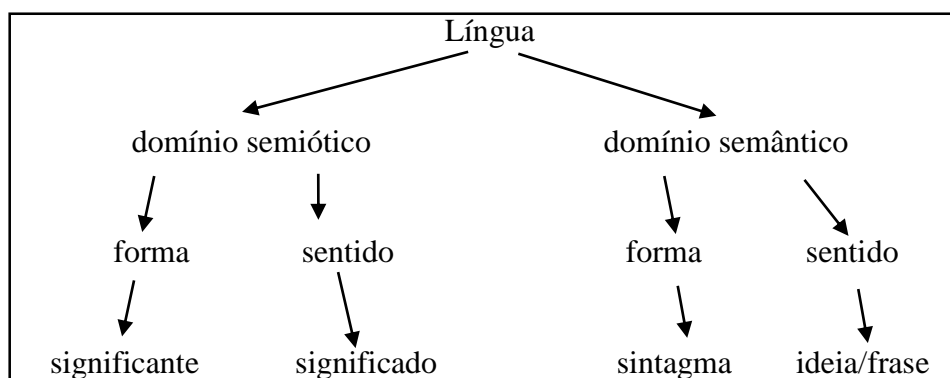 Língua
domínio semiótico domínio semântico
forma sentido forma sentido
significante significado sintagma ideia/frase